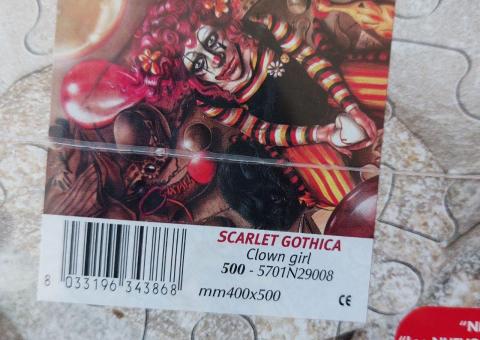 SCARLET GOTHICA
Clown girl
500 - 5701N29008
8 033196 343868
mm400x500
CE